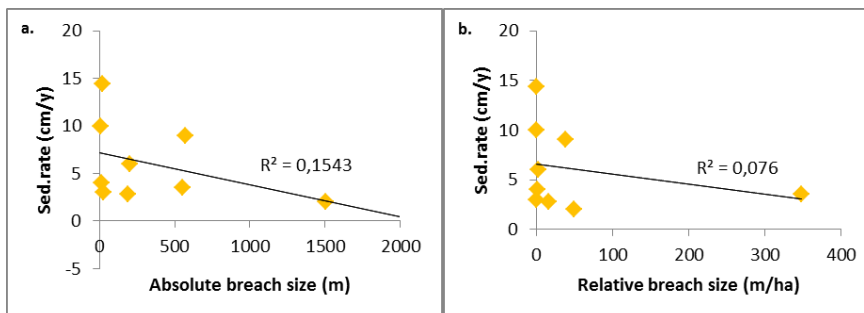 a.
20
15
10
5
0
-5
0
500
1000
1500
2000
Sed.rate (cm/y)
R² = 0,1543
Absolute breach size (m)
b.
20
15
10
5
0
0
100
200
300
400
Sed.rate (cm/y)
R² = 0,076
Relative breach size (m/ha)